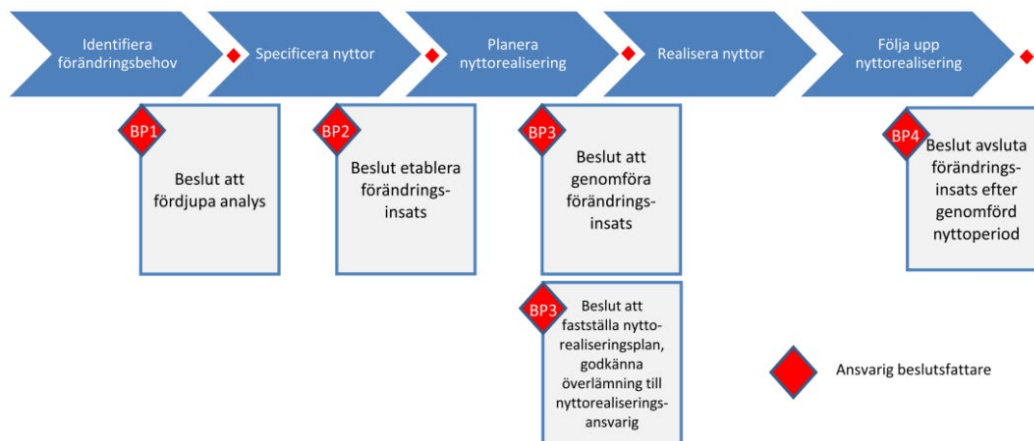 Identifiera
förändringsbehov
Specificera nyttor
Planera
nyttorealisering
Realisera nyttor
Följa upp
nyttorealisering
BP1
Beslut att
fördjupa analys
BP2
Beslut etablera
förändrings-
insats
BP3
Beslut att
genomföra
förändrings-
insats
BP4
Beslut avsluta
förändrings-
insats efter
genomförd
nyttoperiod
BP3
Beslut att
fastställa nytto-
realiseringsplan,
godkänna
överlämning till
nyttorealiserings-
ansvarig
Ansvarig beslutsfattare